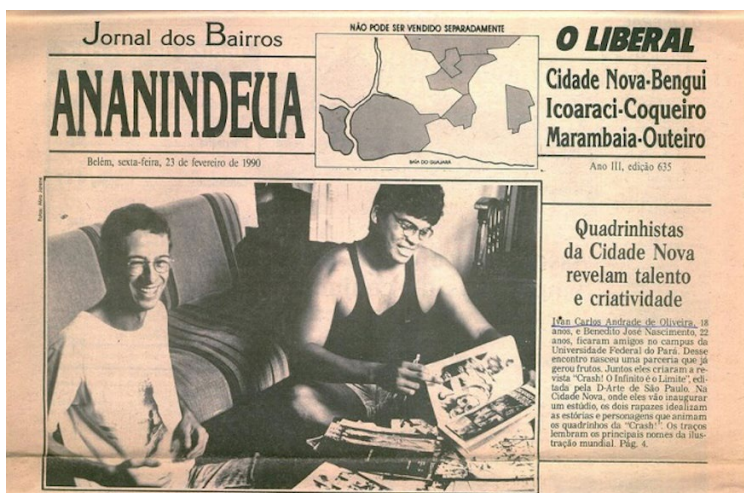 NÃO PODE SER VENDIDO SEPARADAMENTE
Jornal dos Bairros
ANANINDEUA
Belém, sexta-feira, 23 de fevereiro de 1990
BAÍA DO GUAJARÁ
O LIBERAL
Cidade Nova-Bengui
Icoaraci-Coqueiro
Marambaia-Outeiro
Ano III, edição 635
Quadrinhistas
da Cidade Nova
revelam talento
e criatividade
Ivan Carlos Andrade de Oliveira, 18
anos, e Benedito José Nascimento, 22
anos, ficaram amigos no campus da
Universidade Federal do Pará. Desse
encontro nasceu uma parceria que já
gerou frutos. Juntos eles criaram a re-
vista "Crash! O Infinito é o Limite", edi-
tada pela D-Arte de São Paulo. Na
Cidade Nova, onde eles vão inaugurar
um estúdio, os dois rapazes idealizam
as estórias e personagens que animam
os quadrinhos da "Crash!". Os traços
lembram os principais nomes da ilus-
tração mundial. Pág. 4.